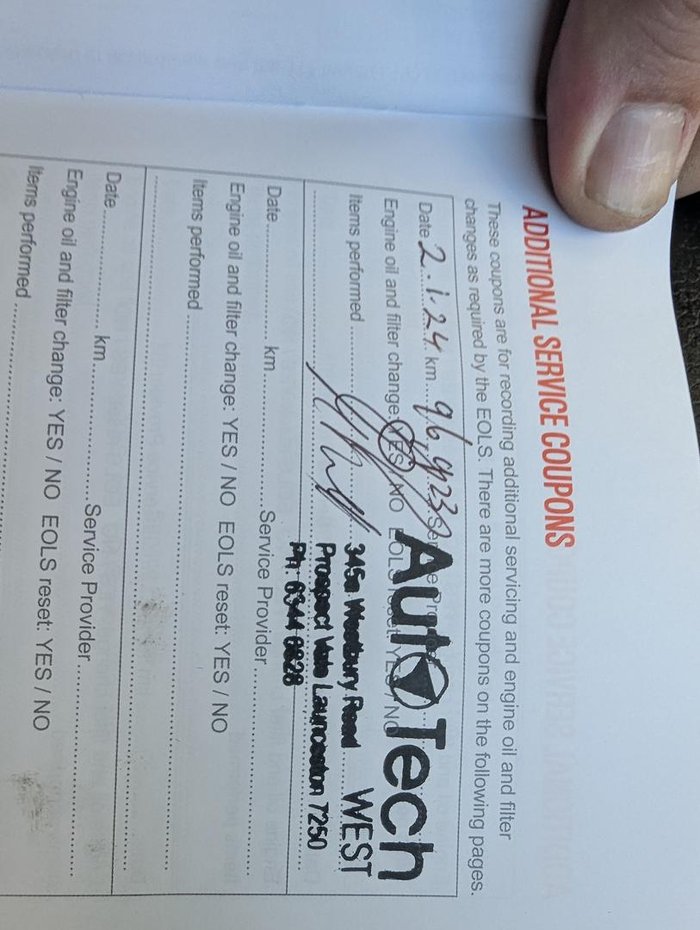 ADDITIONAL SERVICE COUPONS
These coupons are for recording additional servicing and engine oil and filter
changes as required by the EOLS. There are more coupons on the following pages.
Date 2.1.24 km
Engine oil and filter change: YES / NO EOLS reset: YES / NO
Items performed
AutoTech
WEST
345a Westbury Road
Prospect Vale Launceston 7250
Ph: 6344 6828
Date km Service Provider
Engine oil and filter change: YES / NO EOLS reset: YES / NO
Items performed
Date km Service Provider
Engine oil and filter change: YES / NO EOLS reset: YES / NO
Items performed